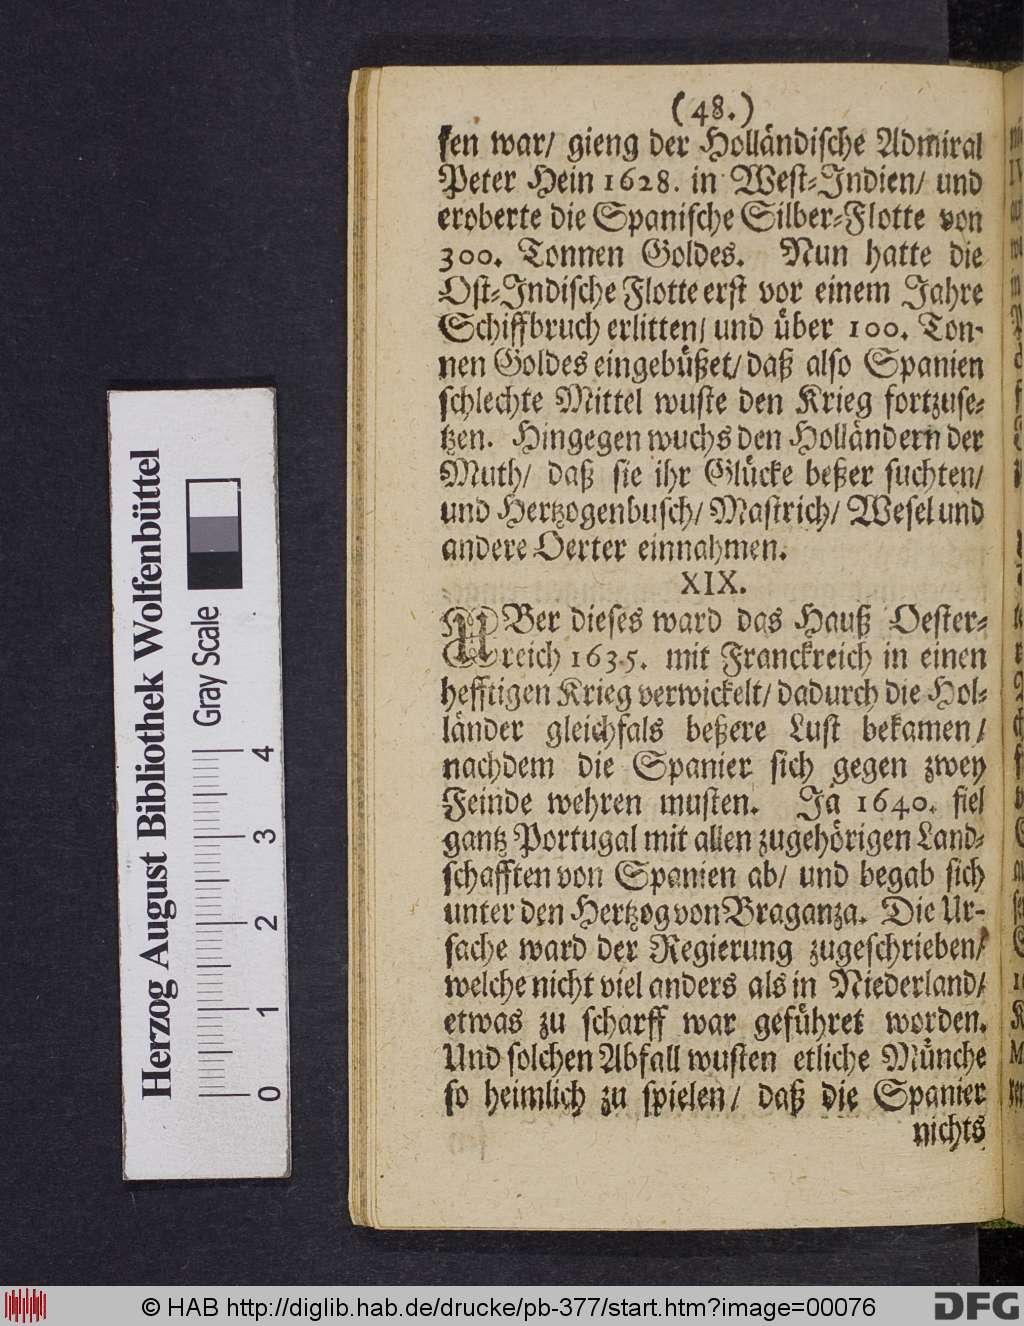 (48.)
ken war/ gieng der Holländische Admiral
Peter Hein 1628. in West-Indien/ und
eroberte die Spanische Silber-Flotte von
300. Tonnen Goldes. Nun hatte die
Ost-Indische Flotte erst vor einem Jahre
Schiffbruch erlitten/ und über 100. Ton-
nen Goldes eingebüßet/ daß also Spanien
schlechte Mittel wuste den Krieg fortzuse-
tzen. Hingegen wuchs den Holländern der
Muth/ daß sie ihr Glücke beßer suchten/
und Hertzogenbusch/ Mastrich/ Wesel und
andere Oerter einnahmen.
XIX.
UBer dieses ward das Hauß Oester-
reich 1635. mit Franckreich in einen
hefftigen Krieg verwickelt/ dadurch die Hol-
länder gleichfals beßere Lust bekamen/
nachdem die Spanier sich gegen zwey
Feinde wehren musten. Ja 1640. fiel
gantz Portugal mit allen zugehörigen Land-
schafften von Spanien ab/ und begab sich
unter den Hertzog von Braganza. Die Ur-
sache ward der Regierung zugeschrieben/
welche nicht viel anders als in Niederland/
etwas zu scharff war geführet worden.
Und solchen Abfall wusten etliche Münche
so heimlich zu spielen/ daß die Spanier
nichts
Herzog August Bibliothek Wolfenbüttel
Gray Scale
0 1 2 3 4
© HAB http://diglib.hab.de/drucke/pb-377/start.htm?image=00076
DFG